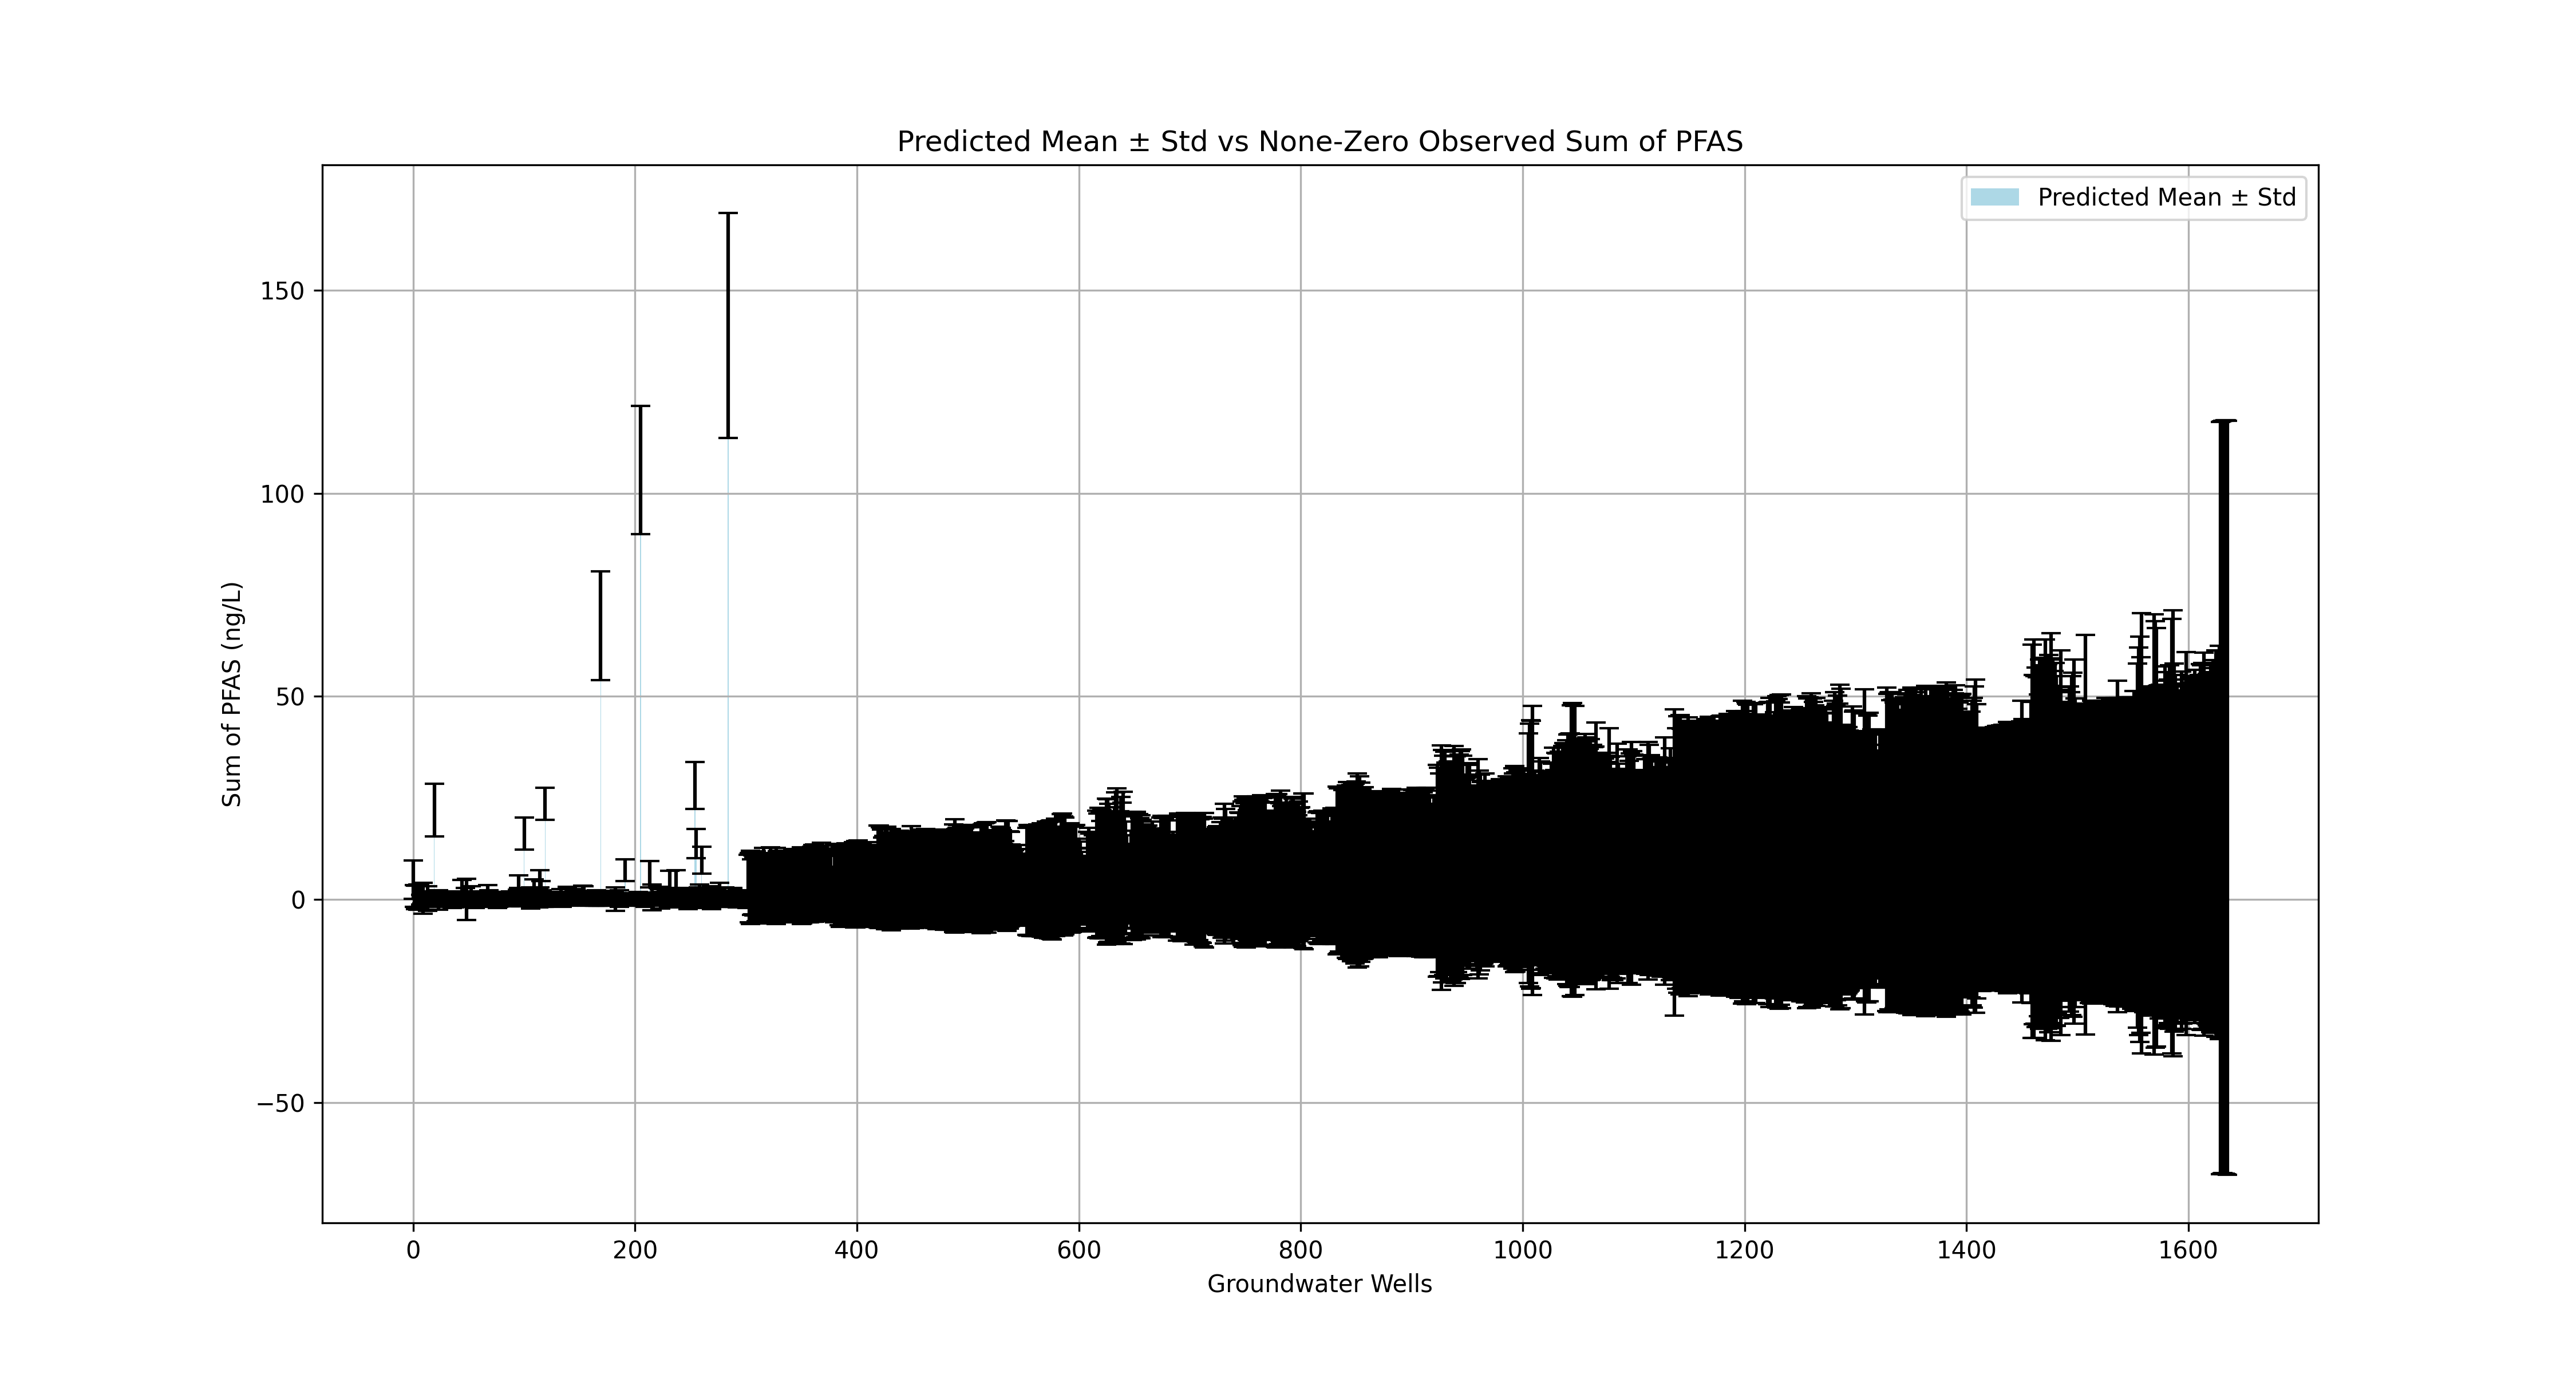 Predicted Mean ± Std vs None-Zero Observed Sum of PFAS
Predicted Mean ± Std
Sum of PFAS (ng/L)
150
100
50
0
−50
0 200 400 600 800 1000 1200 1400 1600
Groundwater Wells